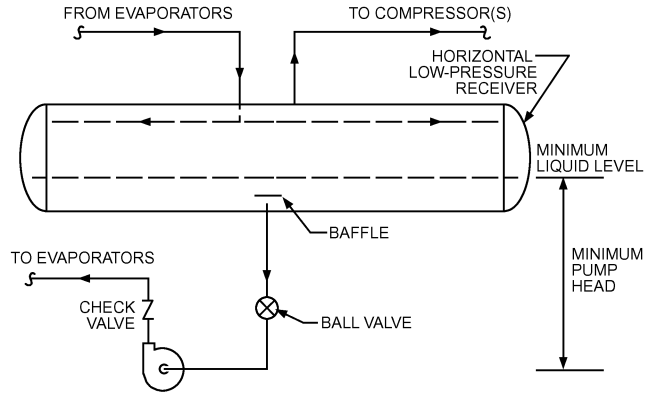 FROM EVAPORATORS
TO COMPRESSOR(S)
HORIZONTAL
LOW-PRESSURE
RECEIVER
MINIMUM
LIQUID LEVEL
BAFFLE
TO EVAPORATORS
MINIMUM
PUMP
HEAD
CHECK
VALVE
BALL VALVE